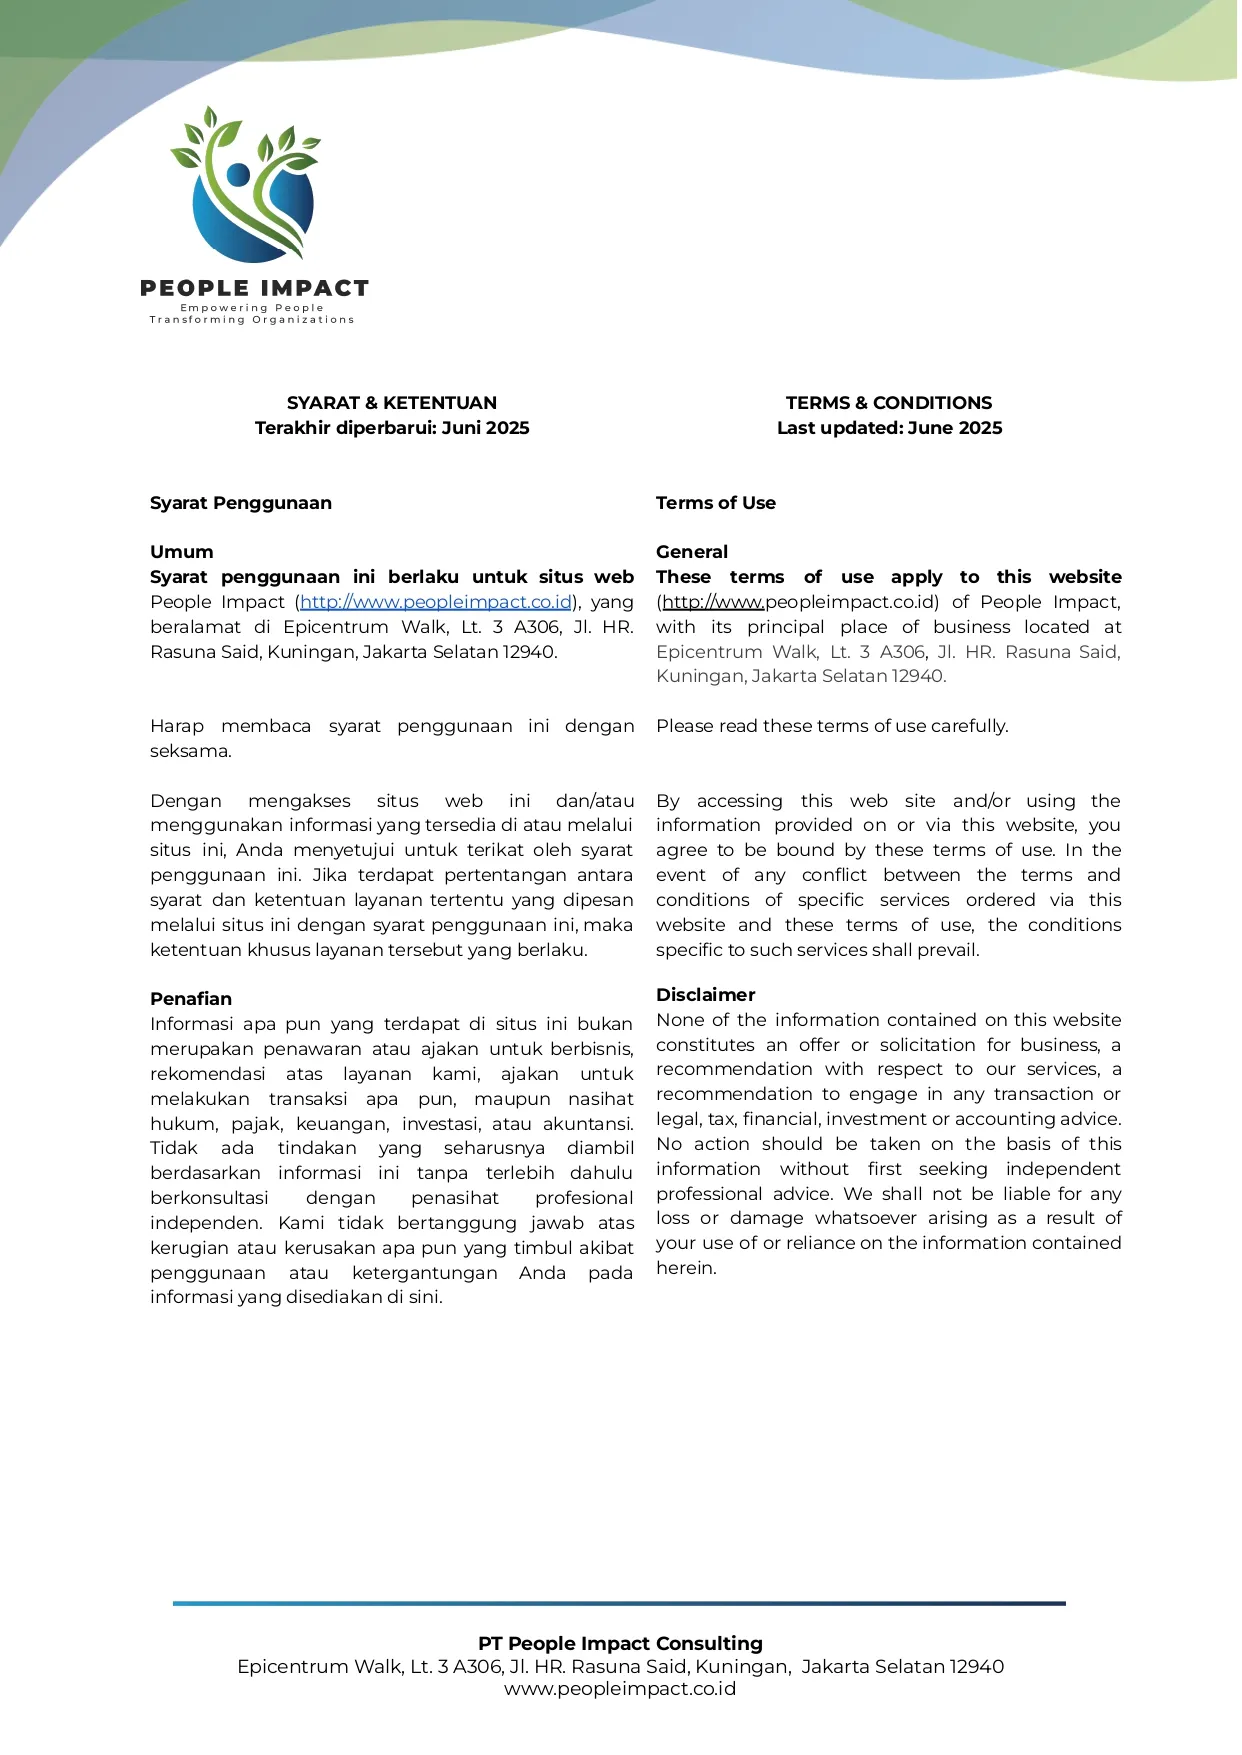 PEOPLE IMPACT
Empowering People
Transforming Organizations
SYARAT & KETENTUAN
Terakhir diperbarui: Juni 2025
Syarat Penggunaan
Umum
Syarat penggunaan ini berlaku untuk situs web
People Impact (http://www.peopleimpact.co.id), yang
beralamat di Epicentrum Walk, Lt. 3 A306, Jl. HR.
Rasuna Said, Kuningan, Jakarta Selatan 12940.
Harap membaca syarat penggunaan ini dengan
seksama.
Dengan mengakses situs web ini dan/atau
menggunakan informasi yang tersedia di atau melalui
situs ini, Anda menyetujui untuk terikat oleh syarat
penggunaan ini. Jika terdapat pertentangan antara
syarat dan ketentuan layanan tertentu yang dipesan
melalui situs ini dengan syarat penggunaan ini, maka
ketentuan khusus layanan tersebut yang berlaku.
Penafian
Informasi apa pun yang terdapat di situs ini bukan
merupakan penawaran atau ajakan untuk berbisnis,
rekomendasi atas layanan kami, ajakan untuk
melakukan transaksi apa pun, maupun nasihat
hukum, pajak, keuangan, investasi, atau akuntansi.
Tidak ada tindakan yang seharusnya diambil
berdasarkan informasi ini tanpa terlebih dahulu
berkonsultasi dengan penasihat profesional
independen. Kami tidak bertanggung jawab atas
kerugian atau kerusakan apa pun yang timbul akibat
penggunaan atau ketergantungan Anda pada
informasi yang disediakan di sini.
TERMS & CONDITIONS
Last updated: June 2025
Terms of Use
General
These terms of use apply to this website
(http://www.peopleimpact.co.id) of People Impact,
with its principal place of business located at
Epicentrum Walk, Lt. 3 A306, Jl. HR. Rasuna Said,
Kuningan, Jakarta Selatan 12940.
Please read these terms of use carefully.
By accessing this web site and/or using the
information provided on or via this website, you
agree to be bound by these terms of use. In the
event of any conflict between the terms and
conditions of specific services ordered via this
website and these terms of use, the conditions
specific to such services shall prevail.
Disclaimer
None of the information contained on this website
constitutes an offer or solicitation for business, a
recommendation with respect to our services, a
recommendation to engage in any transaction or
legal, tax, financial, investment or accounting advice.
No action should be taken on the basis of this
information without first seeking independent
professional advice. We shall not be liable for any
loss or damage whatsoever arising as a result of
your use of or reliance on the information contained
herein.
PT People Impact Consulting
Epicentrum Walk, Lt. 3 A306, Jl. HR. Rasuna Said, Kuningan, Jakarta Selatan 12940
www.peopleimpact.co.id